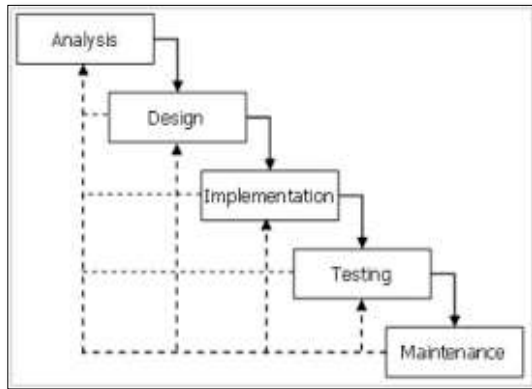 Analysis
Design
Implementation
Testing
Maintenance